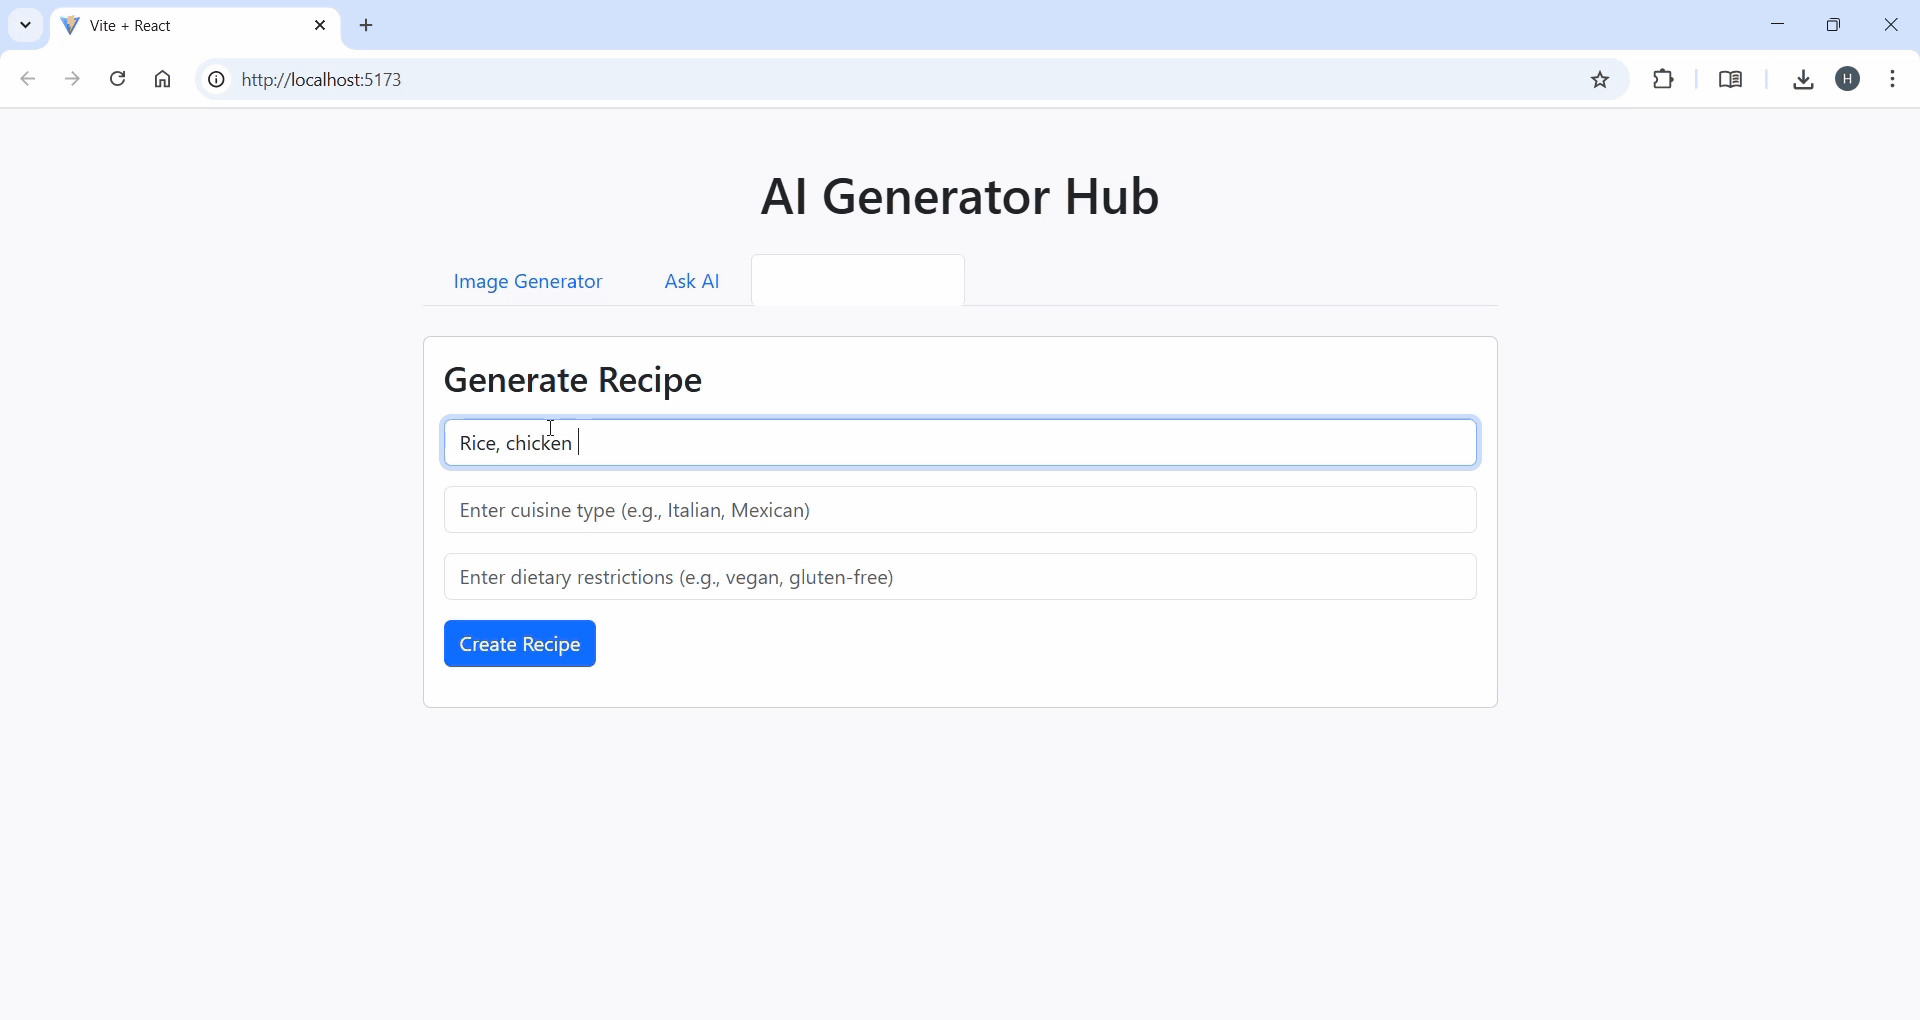 Vite + React
http://localhost:5173
H
AI Generator Hub
Image Generator
Ask AI
Generate Recipe
Rice, chicken
Enter cuisine type (e.g., Italian, Mexican)
Enter dietary restrictions (e.g., vegan, gluten-free)
Create Recipe